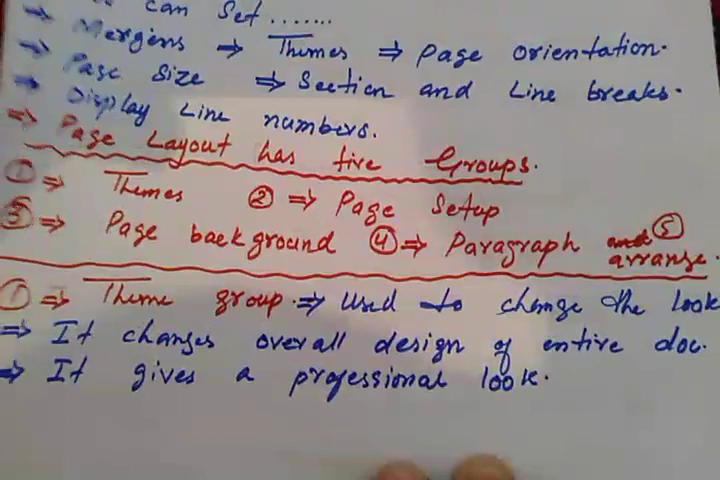 can Set .......
⇒ Mergins ⇒ Themes ⇒ Page orientation.
⇒ Page Size ⇒ Section and Line breaks.
⇒ Display Line numbers.
⇒ Page Layout has five Groups.
① ⇒ Themes ② ⇒ Page Setup
③ ⇒ Page background ④ ⇒ Paragraph and ⑤ arrange.
① ⇒ Theme group ⇒ Used to change the look
⇒ It changes overall design of entire doc.
⇒ It gives a professional look.